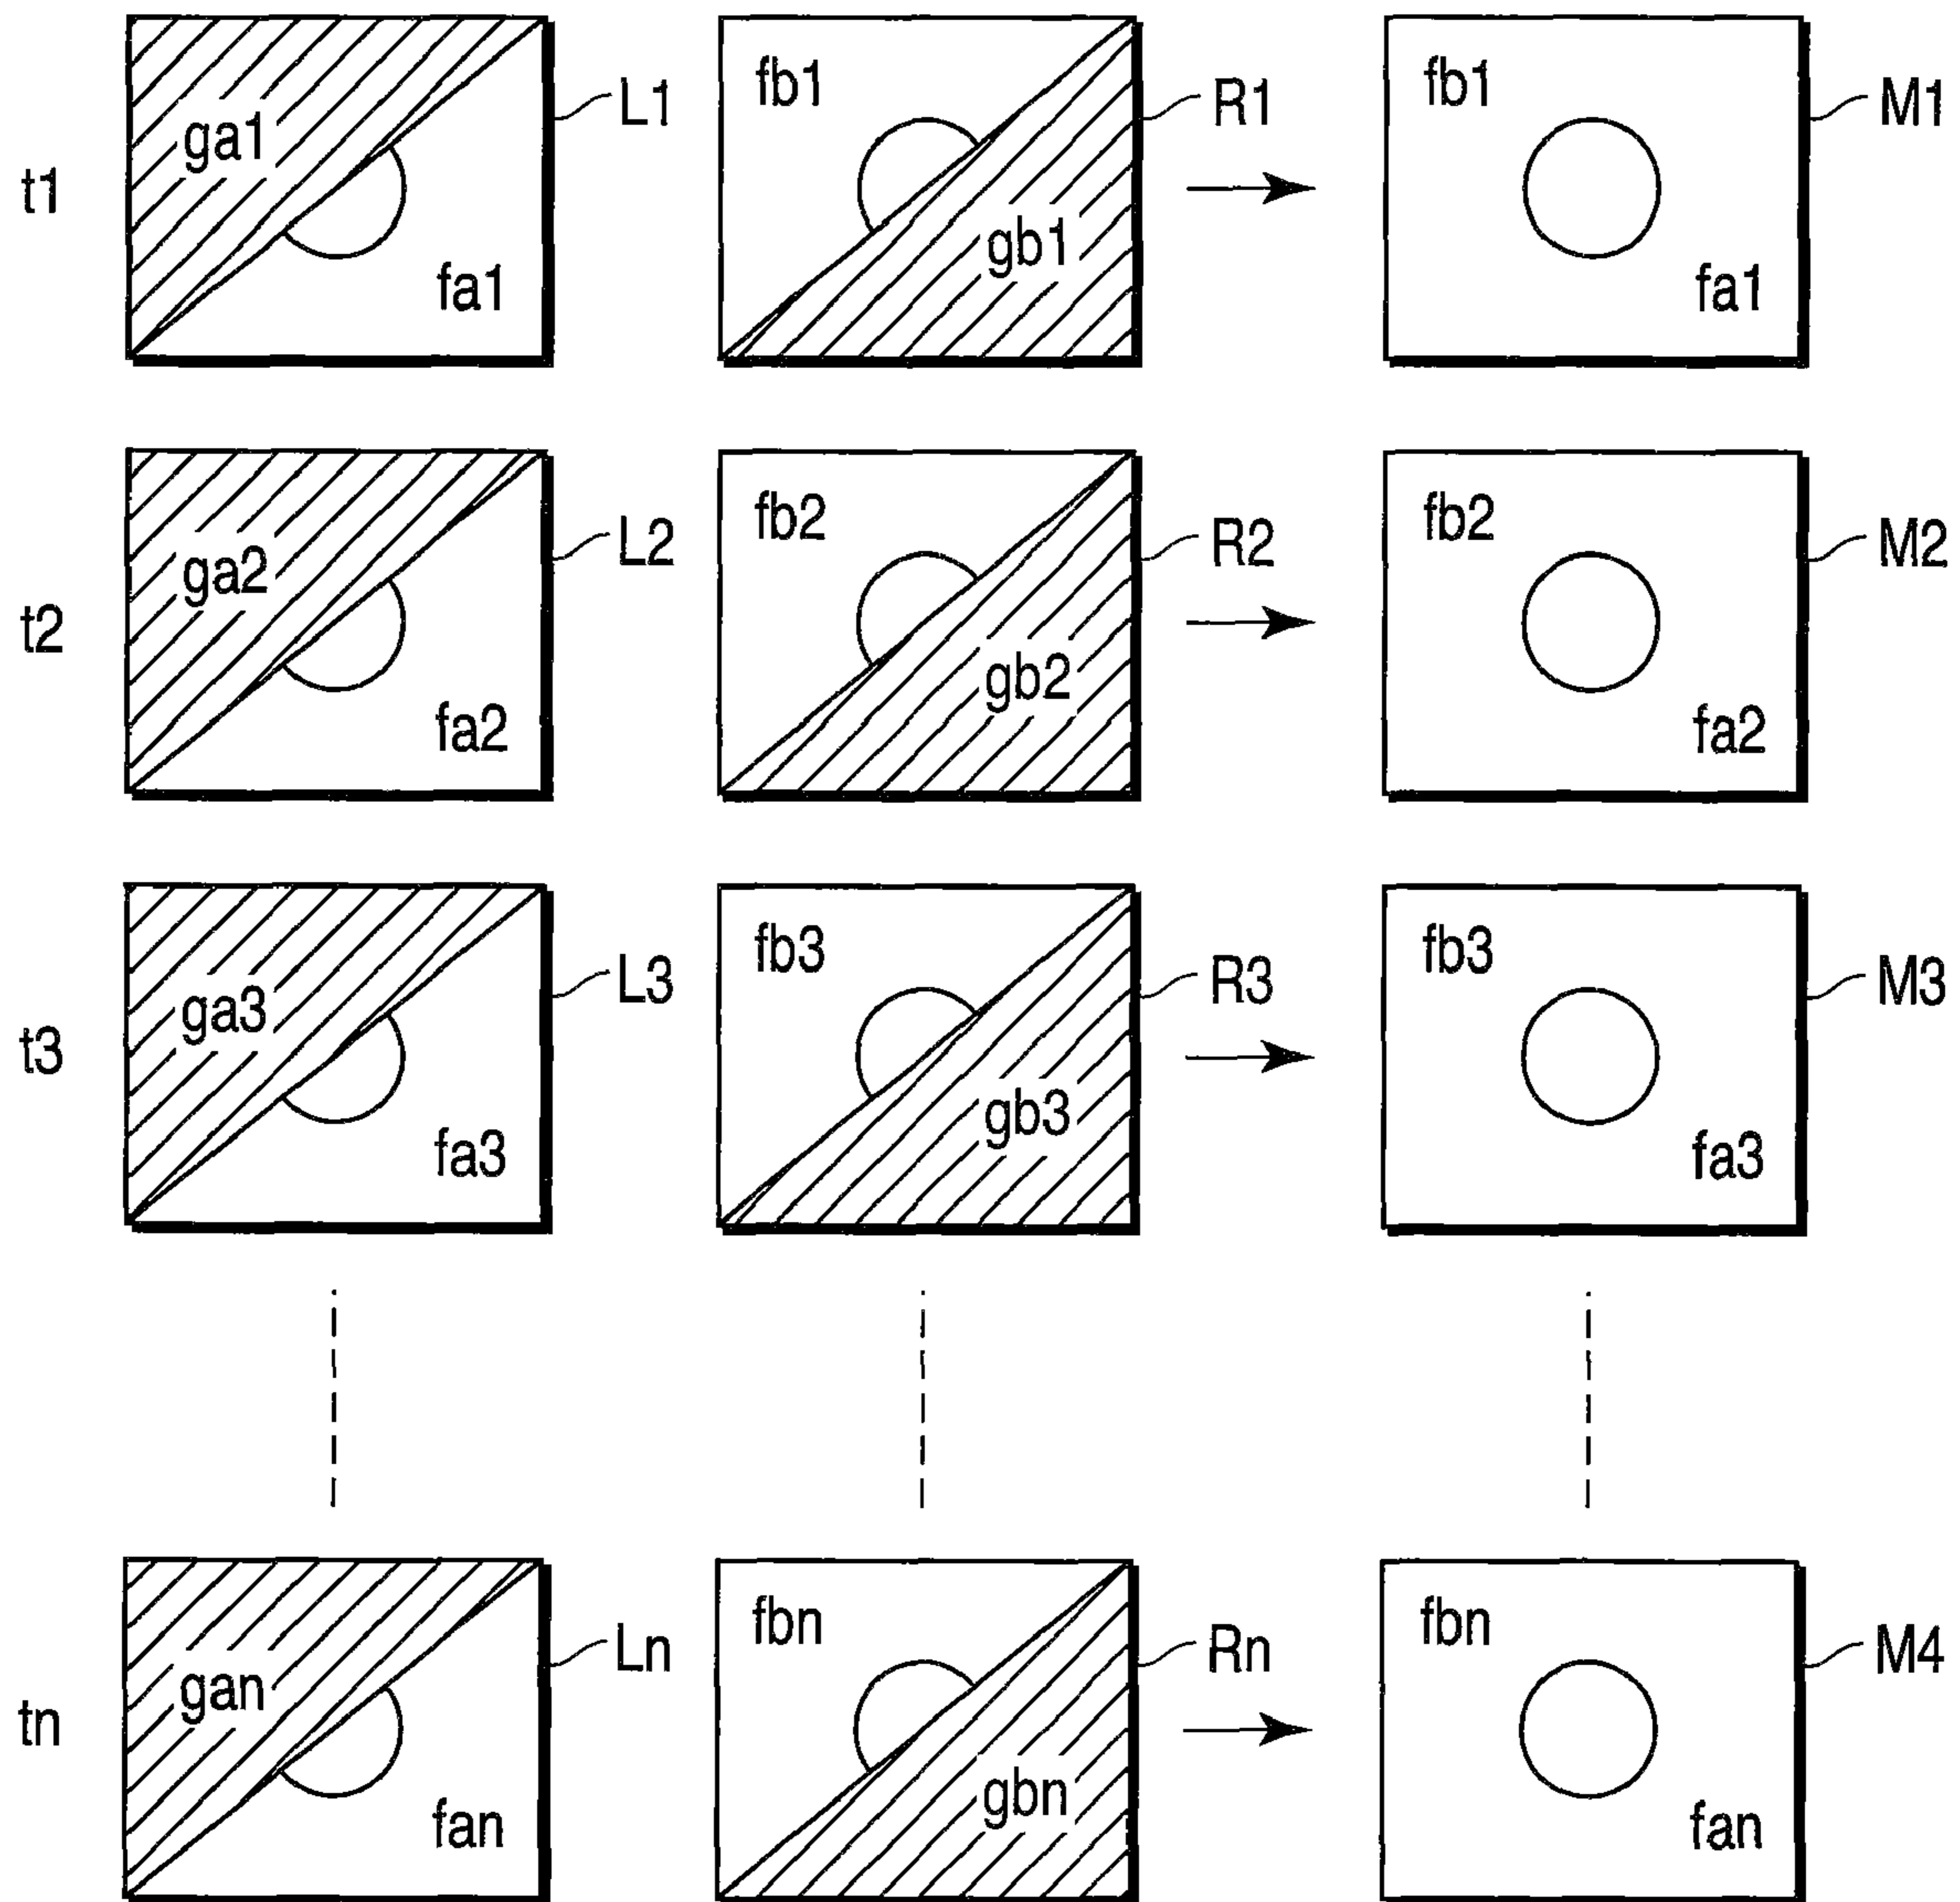 t1
ga1
fa1
L1
fb1
gb1
R1
fb1
fa1
M1
t2
ga2
fa2
L2
fb2
gb2
R2
fb2
fa2
M2
t3
ga3
fa3
L3
fb3
gb3
R3
fb3
fa3
M3
tn
gan
fan
Ln
fbn
gbn
Rn
fbn
fan
M4